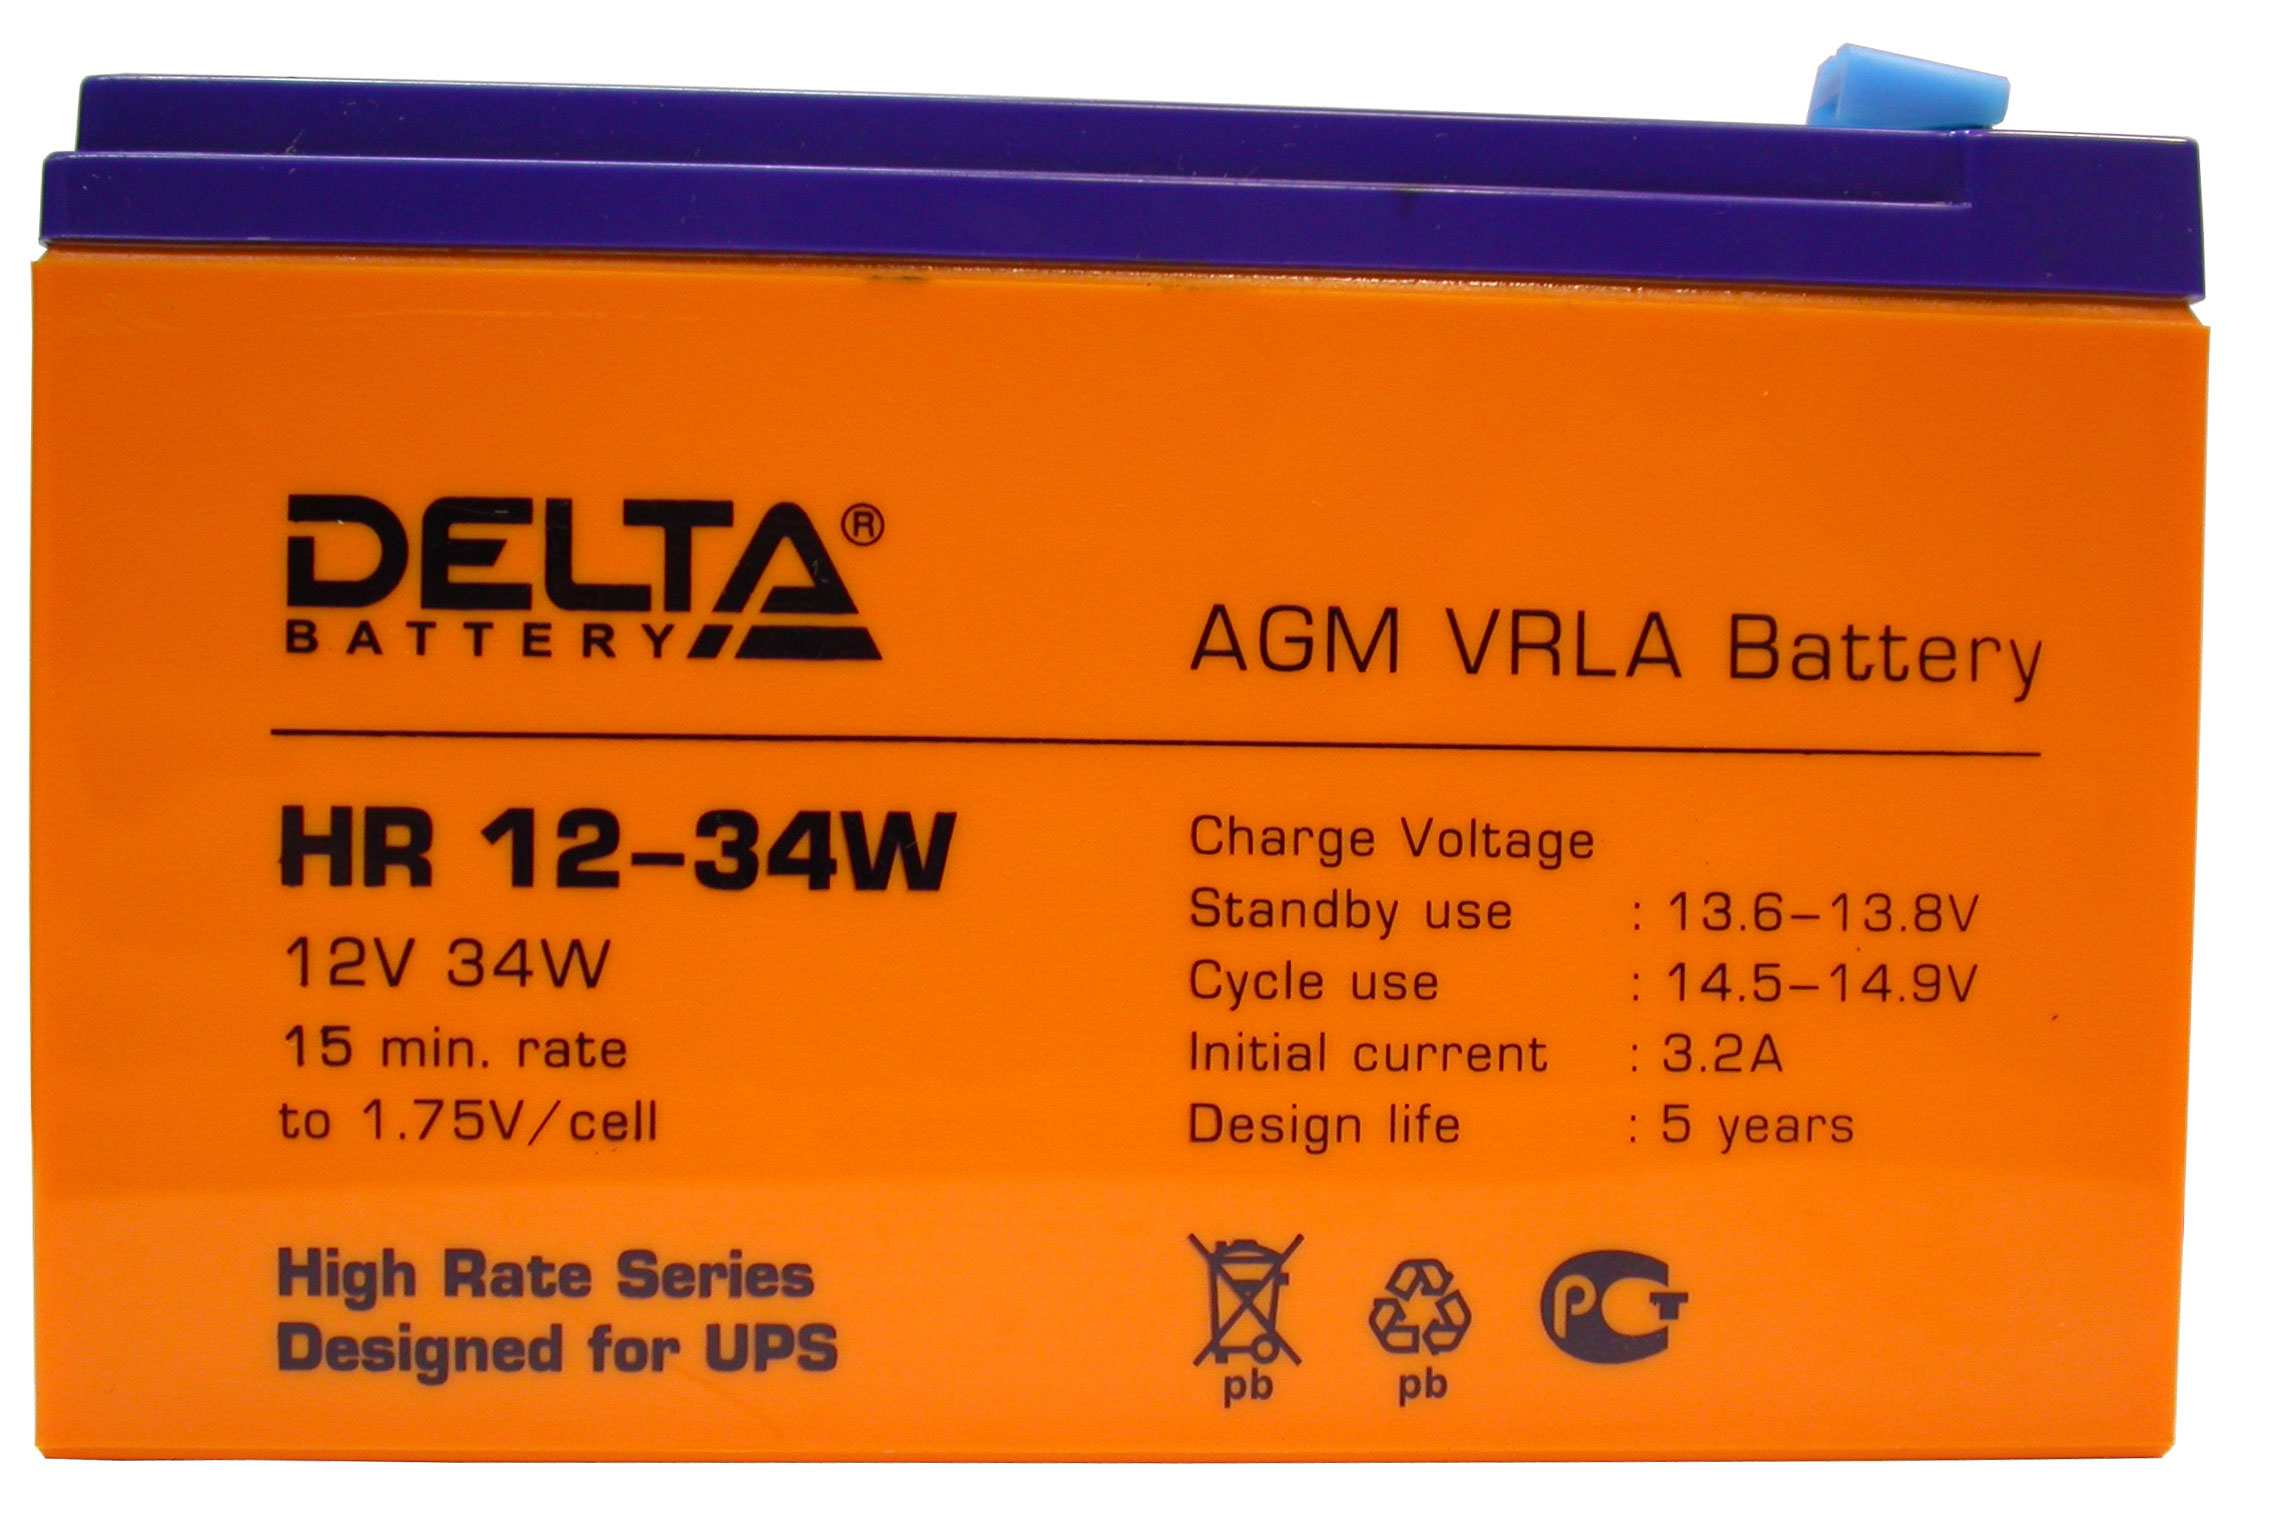 DELTA®
BATTERY
AGM VRLA Battery
HR 12-34W
12V 34W
15 min. rate
to 1.75V/cell
Charge Voltage
Standby use : 13.6-13.8V
Cycle use : 14.5-14.9V
Initial current : 3.2A
Design life : 5 years
High Rate Series
Designed for UPS
pb
pb
РСТ